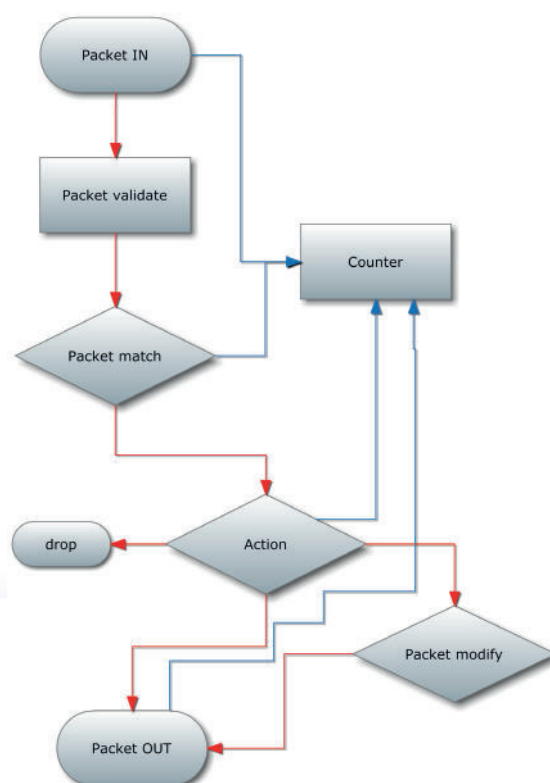 Packet IN
Packet validate
Counter
Packet match
Action
drop
Packet modify
Packet OUT